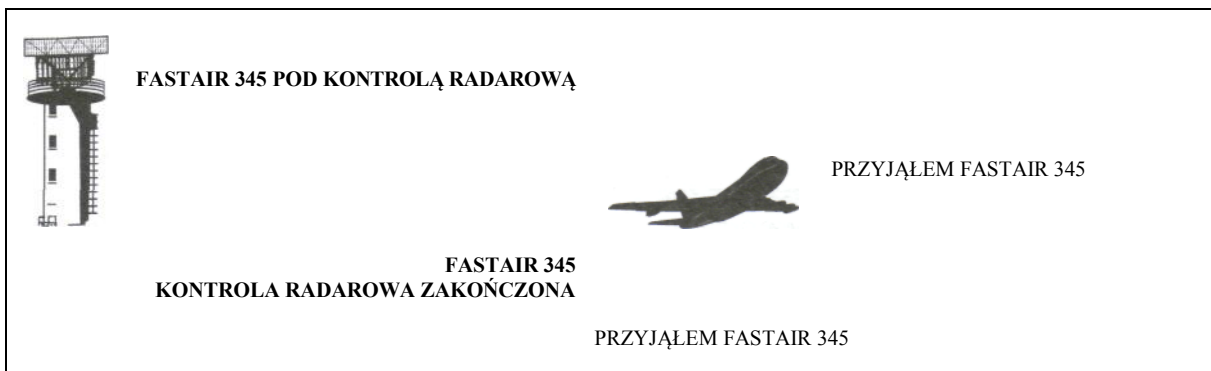 FASTAIR 345 POD KONTROLĄ RADAROWĄ
PRZYJĄŁEM FASTAIR 345
FASTAIR 345
KONTROLA RADAROWA ZAKOŃCZONA
PRZYJĄŁEM FASTAIR 345